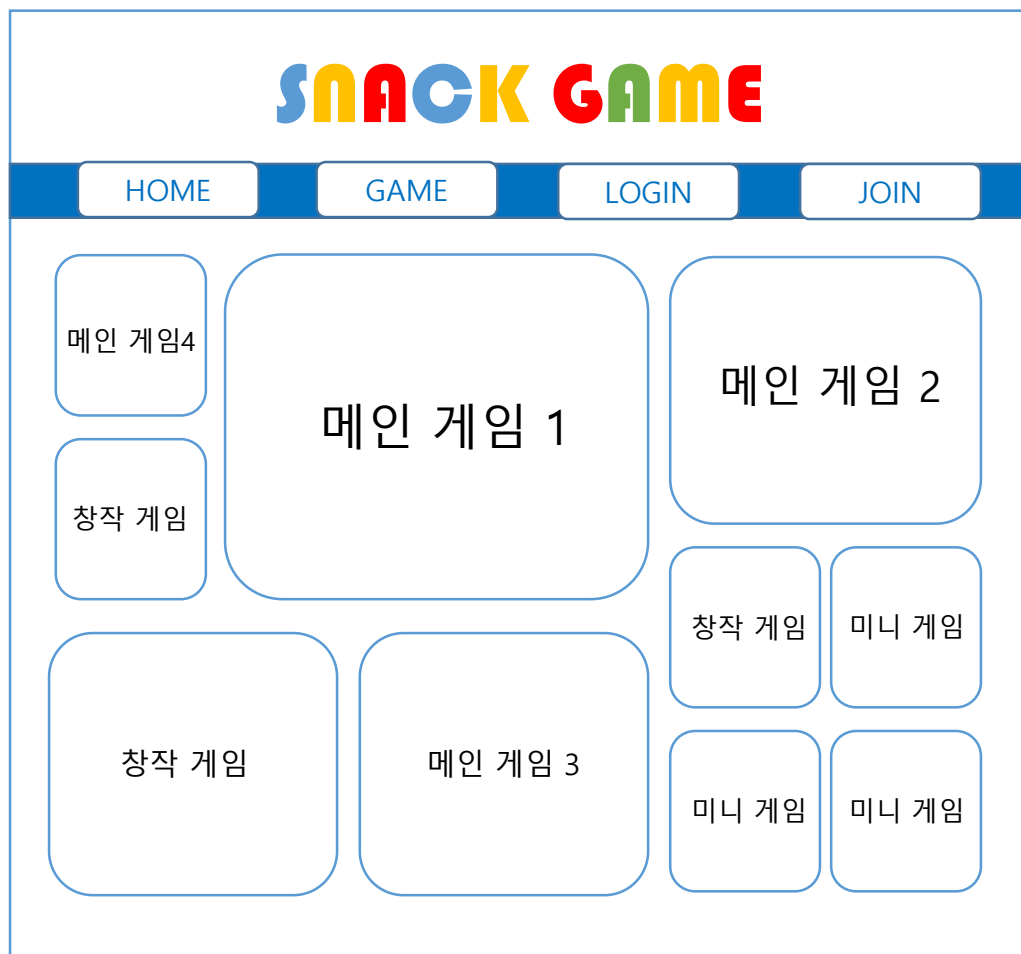 SNACK GAME
HOME
GAME
LOGIN
JOIN
메인 게임4
메인 게임 1
메인 게임 2
창작 게임
창작 게임
미니 게임
창작 게임
메인 게임 3
미니 게임
미니 게임